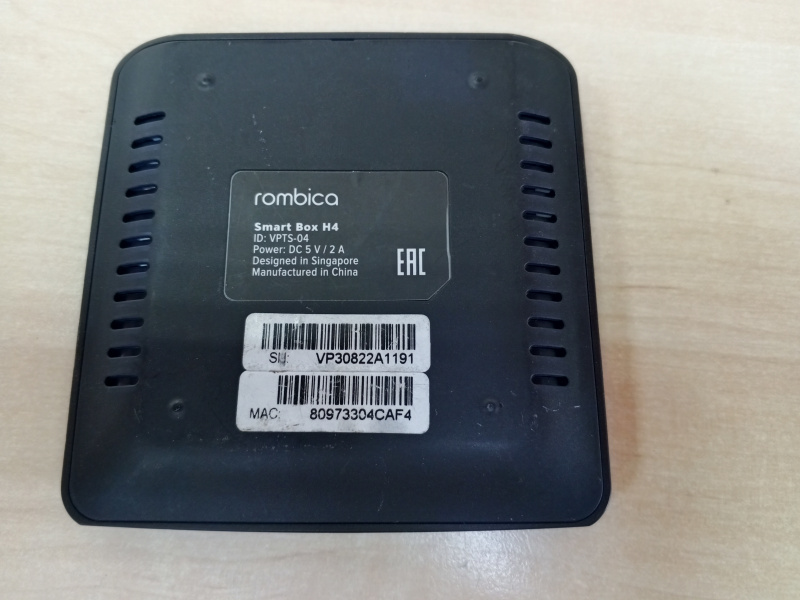 rombica
Smart Box H4
ID: VPTS-04
Power: DC 5 V / 2 A
Designed in Singapore
Manufactured in China
EAC
SN: VP30822A1191
MAC: 80973304CAF4